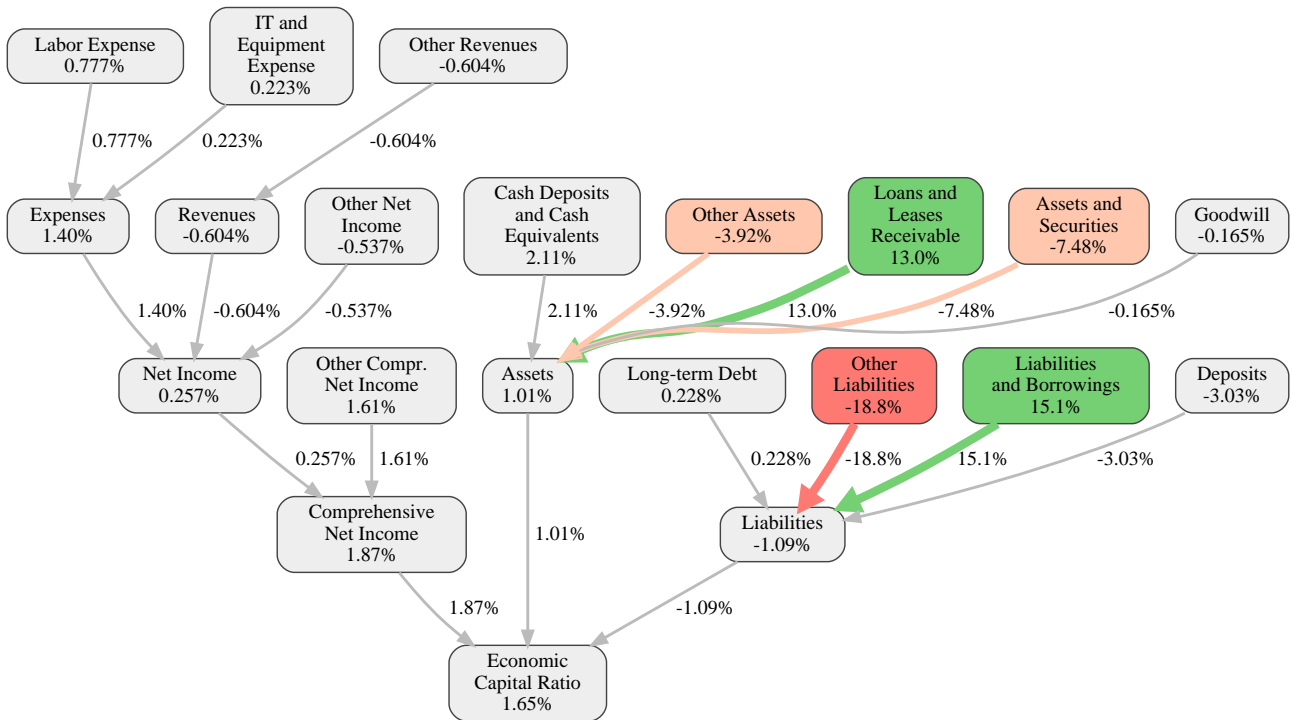 Labor Expense
0.777%
IT and
Equipment
Expense
0.223%
Other Revenues
-0.604%
0.777%
0.223%
-0.604%
Expenses
1.40%
Revenues
-0.604%
Other Net
Income
-0.537%
Cash Deposits
and Cash
Equivalents
2.11%
Other Assets
-3.92%
Loans and
Leases
Receivable
13.0%
Assets and
Securities
-7.48%
Goodwill
-0.165%
1.40%
-0.604%
-0.537%
2.11%
-3.92%
13.0%
-7.48%
-0.165%
Net Income
0.257%
Other Compr.
Net Income
1.61%
Assets
1.01%
Long-term Debt
0.228%
Other
Liabilities
-18.8%
Liabilities
and Borrowings
15.1%
Deposits
-3.03%
0.257%
1.61%
0.228%
-18.8%
15.1%
-3.03%
Comprehensive
Net Income
1.87%
1.01%
Liabilities
-1.09%
1.87%
-1.09%
Economic
Capital Ratio
1.65%